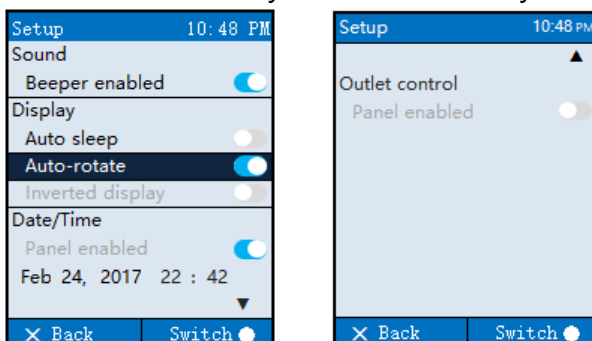 Setup 10:48 PM
Sound
Beeper enabled
Display
Auto sleep
Auto-rotate
Inverted display
Date/Time
Panel enabled
Feb 24, 2017 22 : 42
▼
X Back Switch
Setup 10:48 PM
▲
Outlet control
Panel enabled
X Back Switch